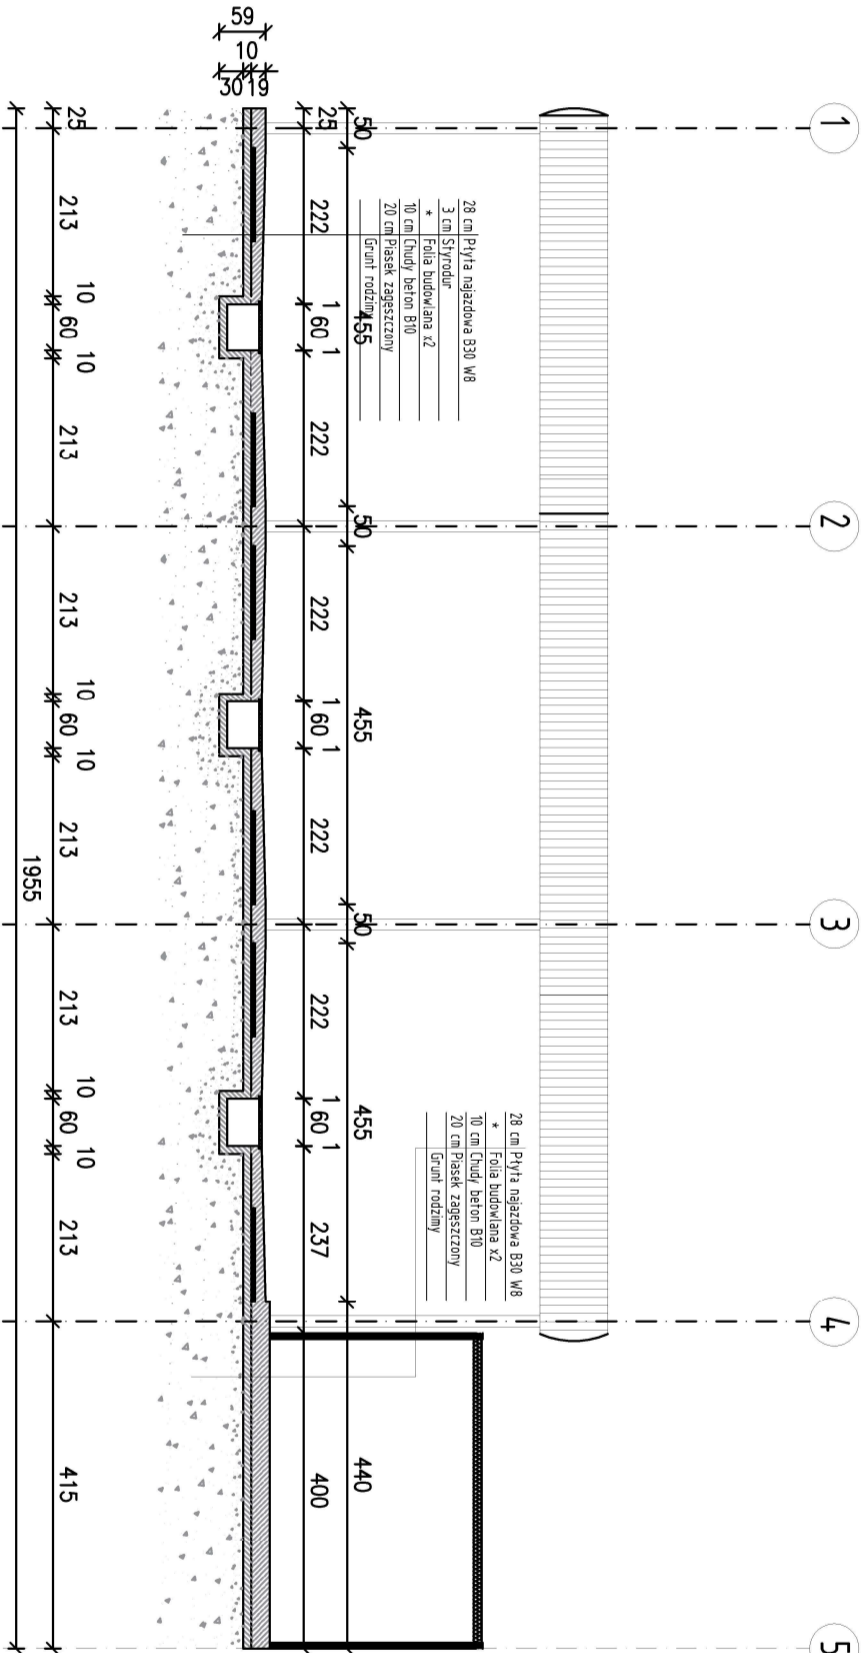 1
2
3
4
5
28 cm Płyta najazdowa B30 W8
3 cm Styrodur
* Folia budowlana x2
10 cm Chudy beton B10
20 cm Piasek zagęszczony
Grunt rodzimy
28 cm Płyta najazdowa B30 W8
* Folia budowlana x2
10 cm Chudy beton B10
20 cm Piasek zagęszczony
Grunt rodzimy
50 455 50 455 50 455 440
25 222 1 60 1 222 222 1 60 1 222 222 1 60 1 237 400
59
10
30 19
25 213 10 60 10 213 213 10 60 10 213 213 10 60 10 213 415
1955